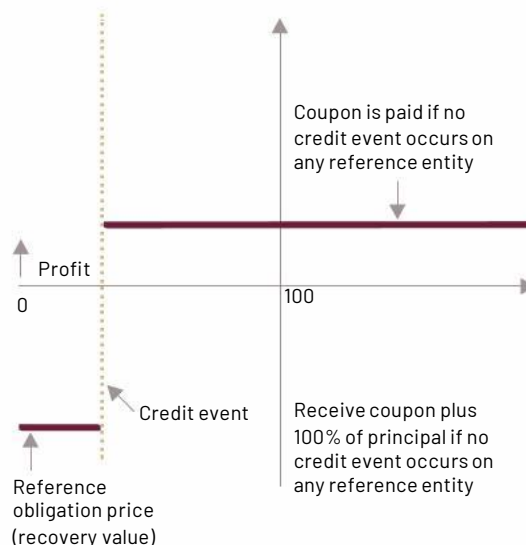 Coupon is paid if no
credit event occurs on
any reference entity
Profit
0
100
Credit event
Receive coupon plus
100% of principal if no
credit event occurs on
any reference entity
Reference
obligation price
(recovery value)